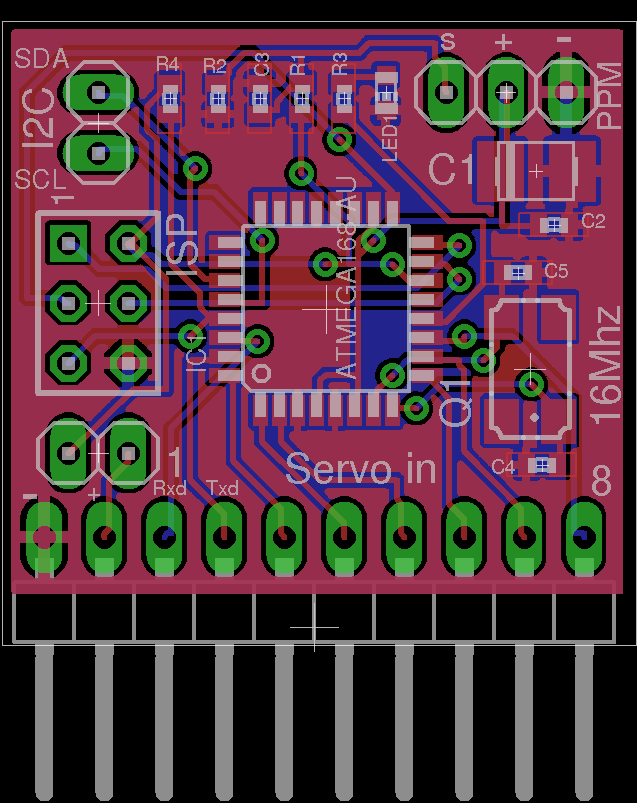 SDA
I2C
SCL
R4
R2
C3
R1
R3
LED1
s
+
-
PPM
C1
C2
C5
1
ISP
IC1
ATMEGA168-AU
Q1
16Mhz
C4
8
Servo in
1
-
+
Rxd
Txd